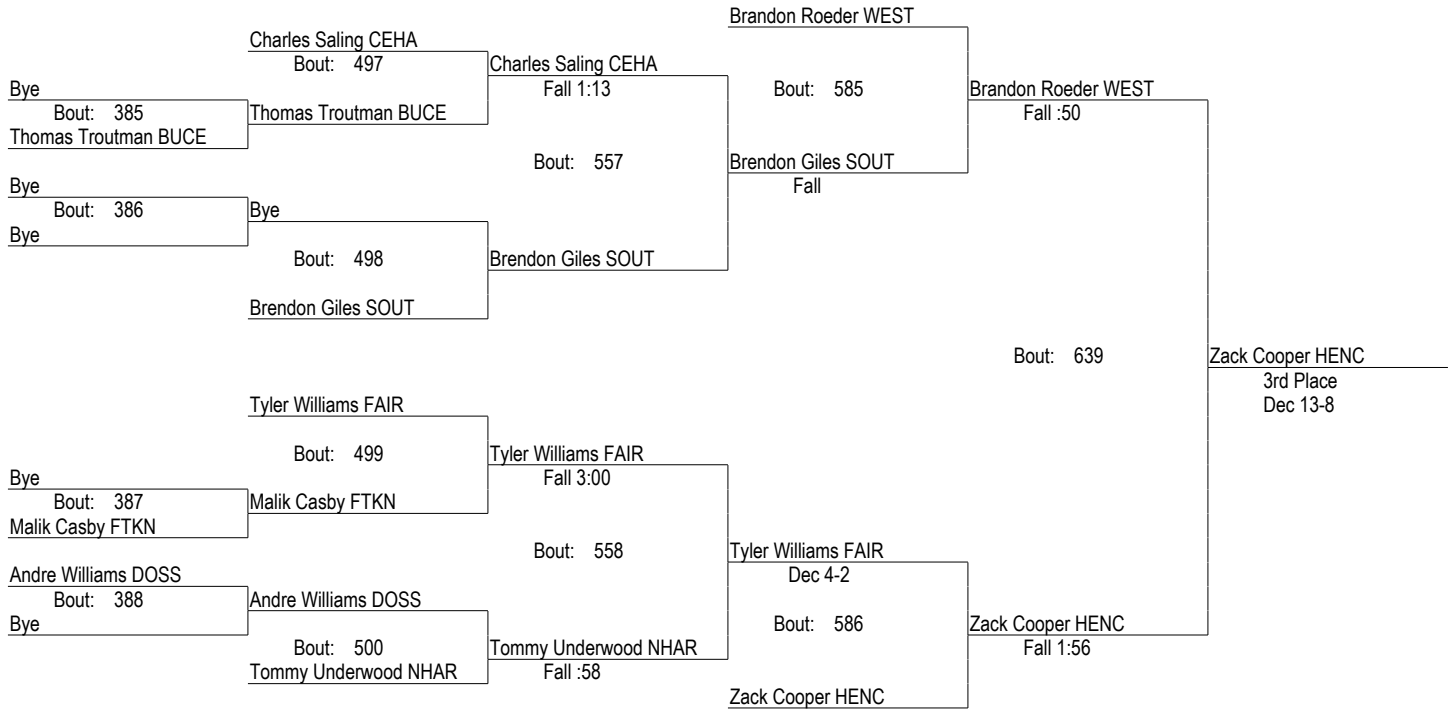 Brandon Roeder WEST
Charles Saling CEHA
Bout: 497
Charles Saling CEHA
Bye
Fall 1:13
Bout: 585
Brandon Roeder WEST
Bout: 385
Thomas Troutman BUCE
Fall :50
Thomas Troutman BUCE
Bout: 557
Brendon Giles SOUT
Bye
Fall
Bout: 386
Bye
Bye
Bout: 498
Brendon Giles SOUT
Brendon Giles SOUT
Bout: 639
Zack Cooper HENC
3rd Place
Tyler Williams FAIR
Dec 13-8
Bout: 499
Tyler Williams FAIR
Bye
Fall 3:00
Bout: 387
Malik Casby FTKN
Malik Casby FTKN
Bout: 558
Tyler Williams FAIR
Andre Williams DOSS
Dec 4-2
Bout: 388
Andre Williams DOSS
Bye
Bout: 586
Zack Cooper HENC
Bout: 500
Tommy Underwood NHAR
Fall 1:56
Tommy Underwood NHAR
Fall :58
Zack Cooper HENC